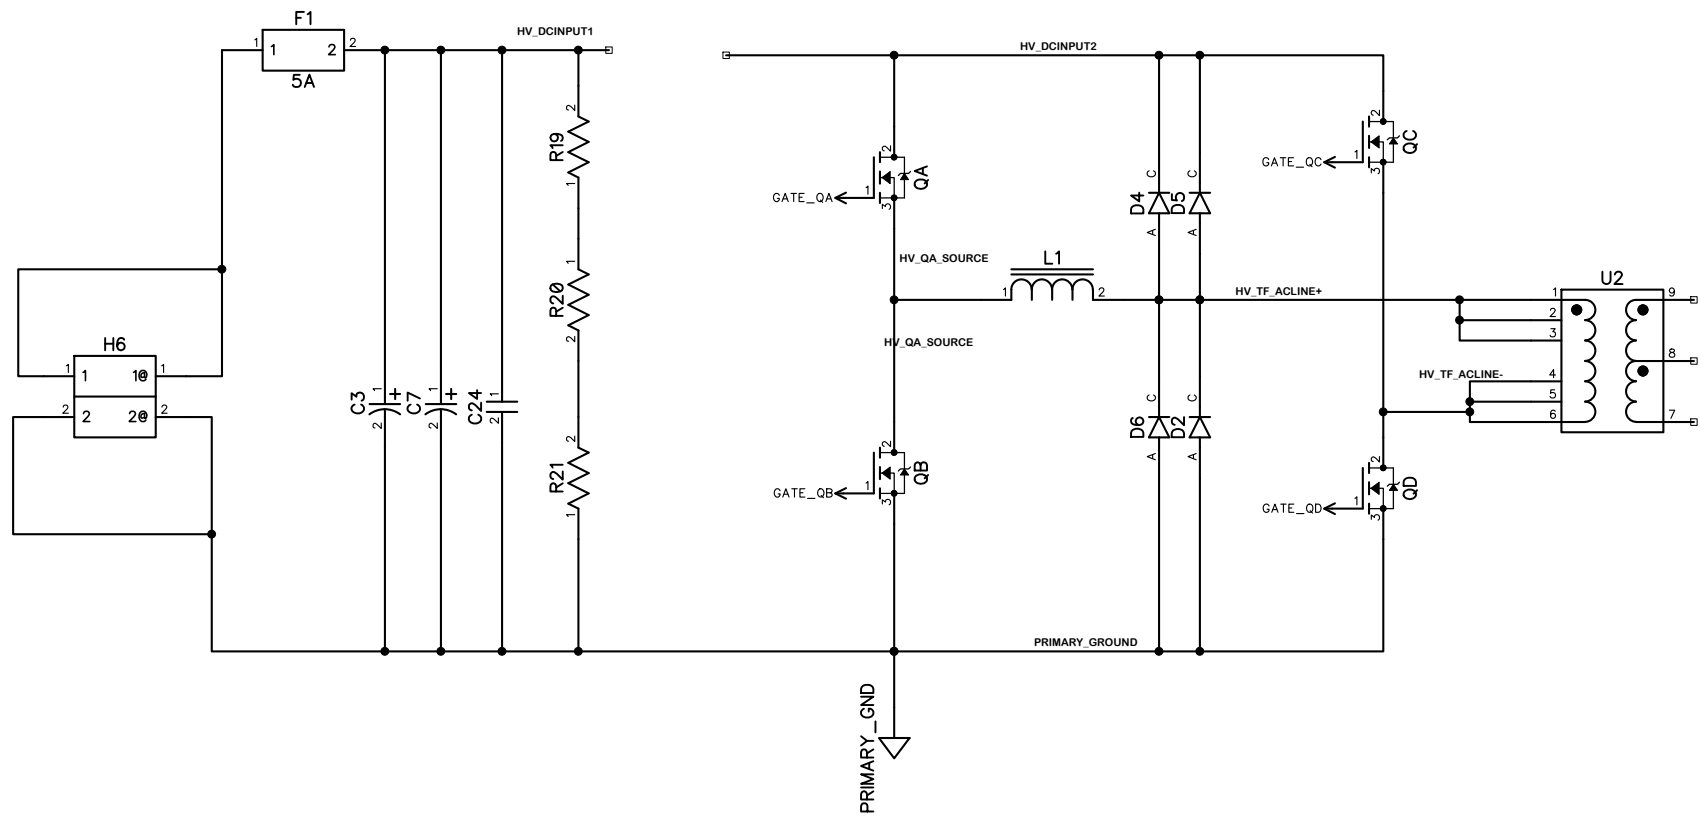 F1
1 1 2 2
5A
HV_DCINPUT1
HV_DCINPUT2
2
R19
1
1
R20
2
2
R21
1
H6
1 1 1@ 1
2 2 2@ 2
C3 1 + 2
C7 1 + 2
C24 1 2
GATE_QA 1 2 3 QA
GATE_QB 1 2 3 QB
HV_QA_SOURCE
HV_QA_SOURCE
L1
1 2
D4 C A
D5 C A
D6 C A
D2 C A
HV_TF_ACLINE+
GATE_QC 1 2 3 QC
GATE_QD 1 2 3 QD
HV_TF_ACLINE-
U2
1 9
2
3
8
4
5
6 7
PRIMARY_GROUND
PRIMARY_GND